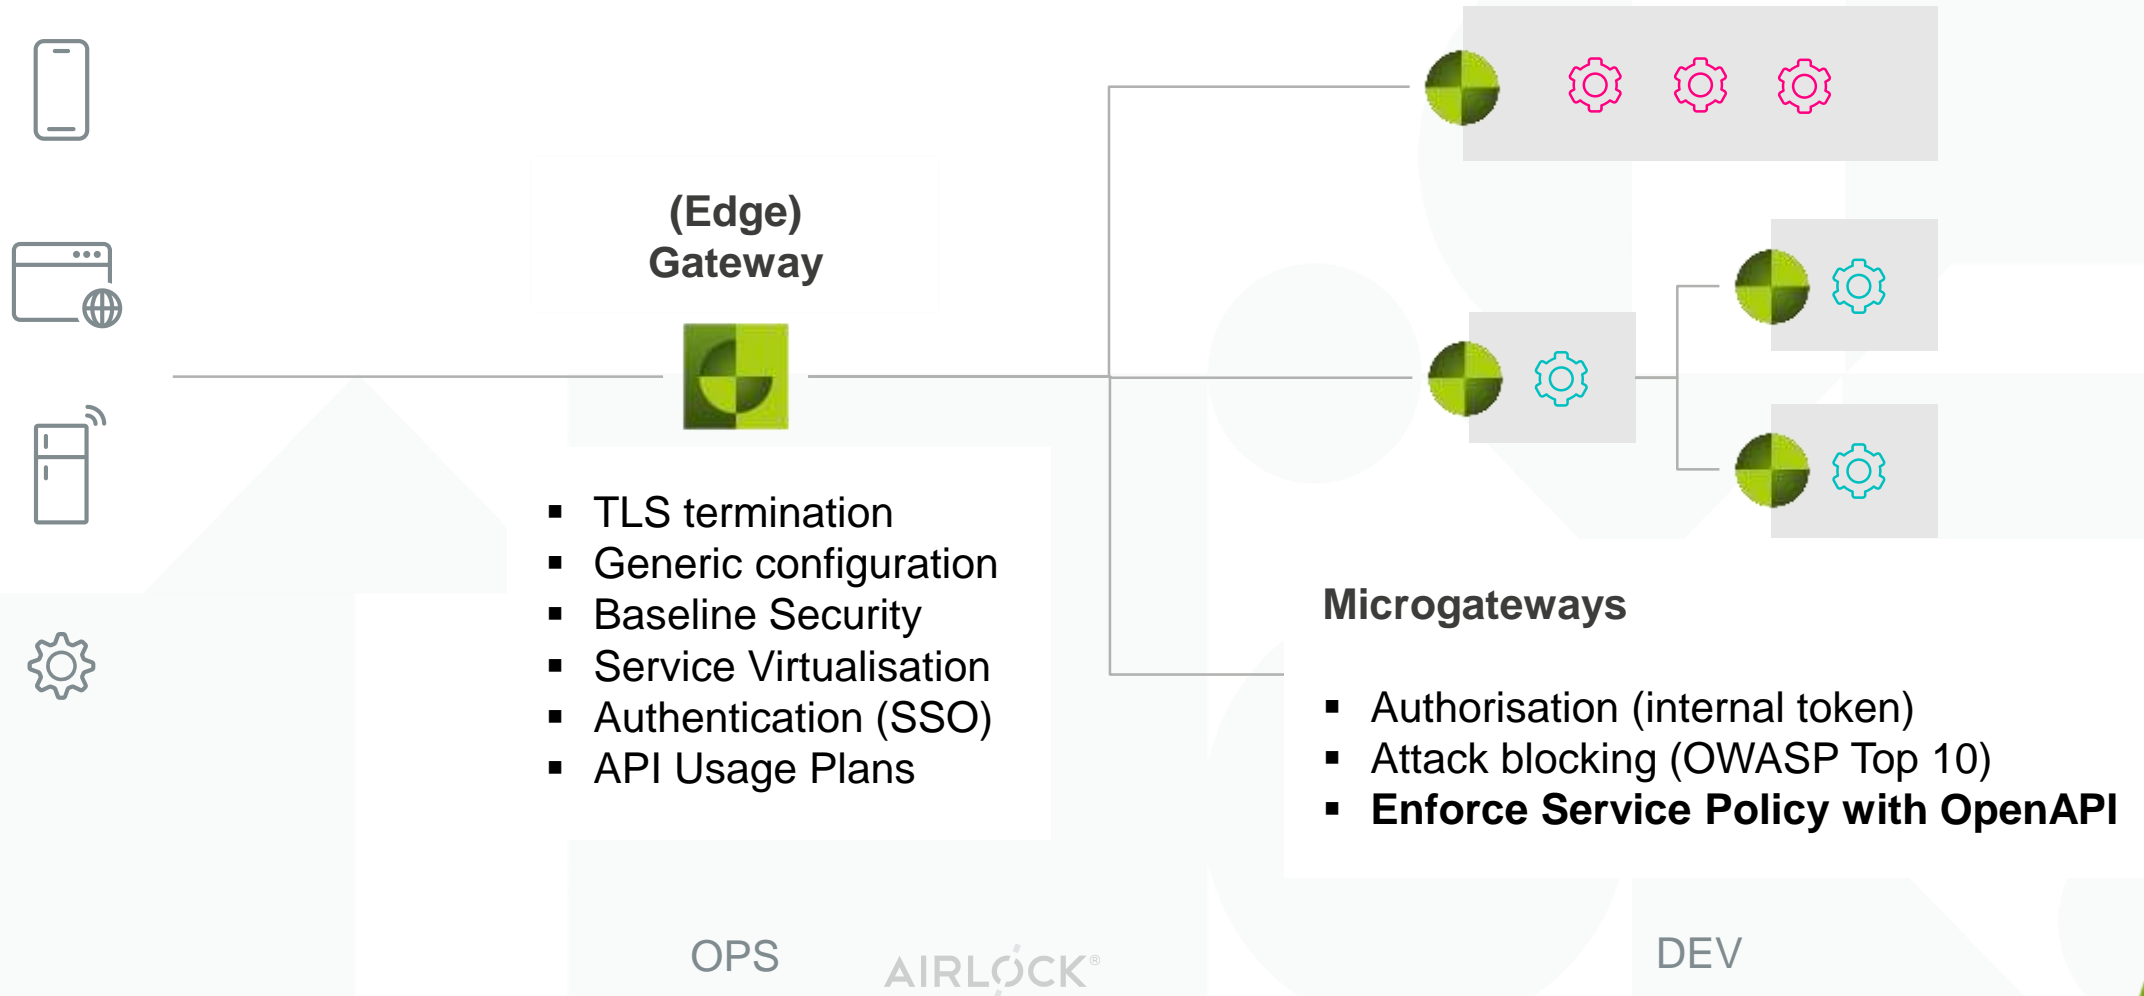 (Edge)
Gateway
▪ TLS termination
▪ Generic configuration
▪ Baseline Security
▪ Service Virtualisation
▪ Authentication (SSO)
▪ API Usage Plans
Microgateways
▪ Authorisation (internal token)
▪ Attack blocking (OWASP Top 10)
▪ Enforce Service Policy with OpenAPI
OPS
AIRLOCK®
DEV